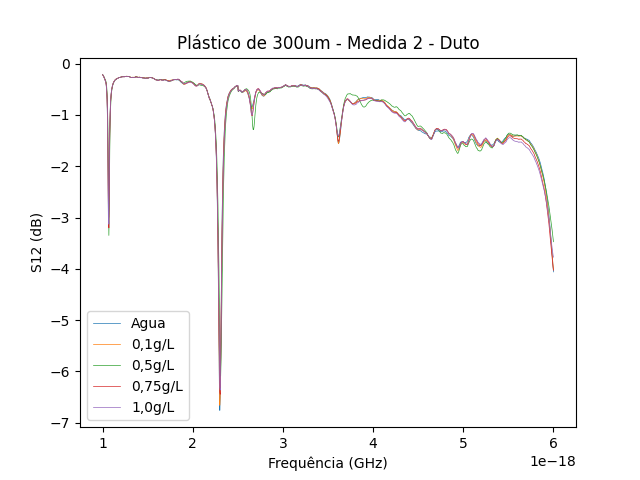 Plástico de 300um - Medida 2 - Duto
S12 (dB)
0
−1
−2
−3
−4
−5
−6
−7
Agua
0,1g/L
0,5g/L
0,75g/L
1,0g/L
1 2 3 4 5 6
Frequência (GHz)
1e−18